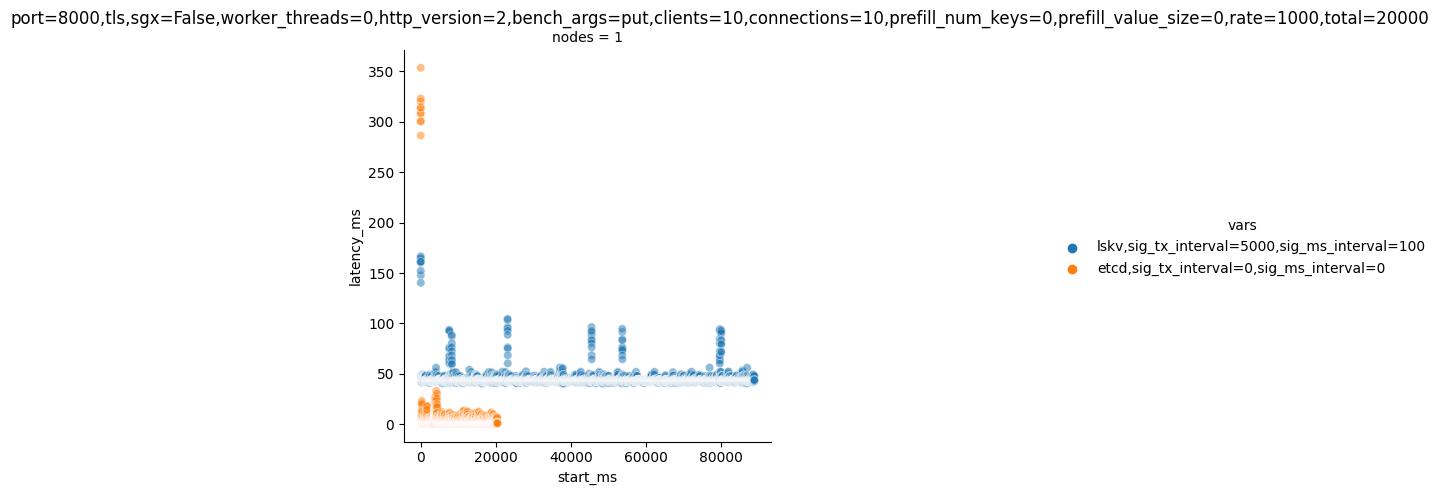 port=8000,tls,sgx=False,worker_threads=0,http_version=2,bench_args=put,clients=10,connections=10,prefill_num_keys=0,prefill_value_size=0,rate=1000,total=20000
nodes = 1
350
300
250
200
150
100
50
0
latency_ms
0 20000 40000 60000 80000
start_ms
vars
lskv,sig_tx_interval=5000,sig_ms_interval=100
etcd,sig_tx_interval=0,sig_ms_interval=0